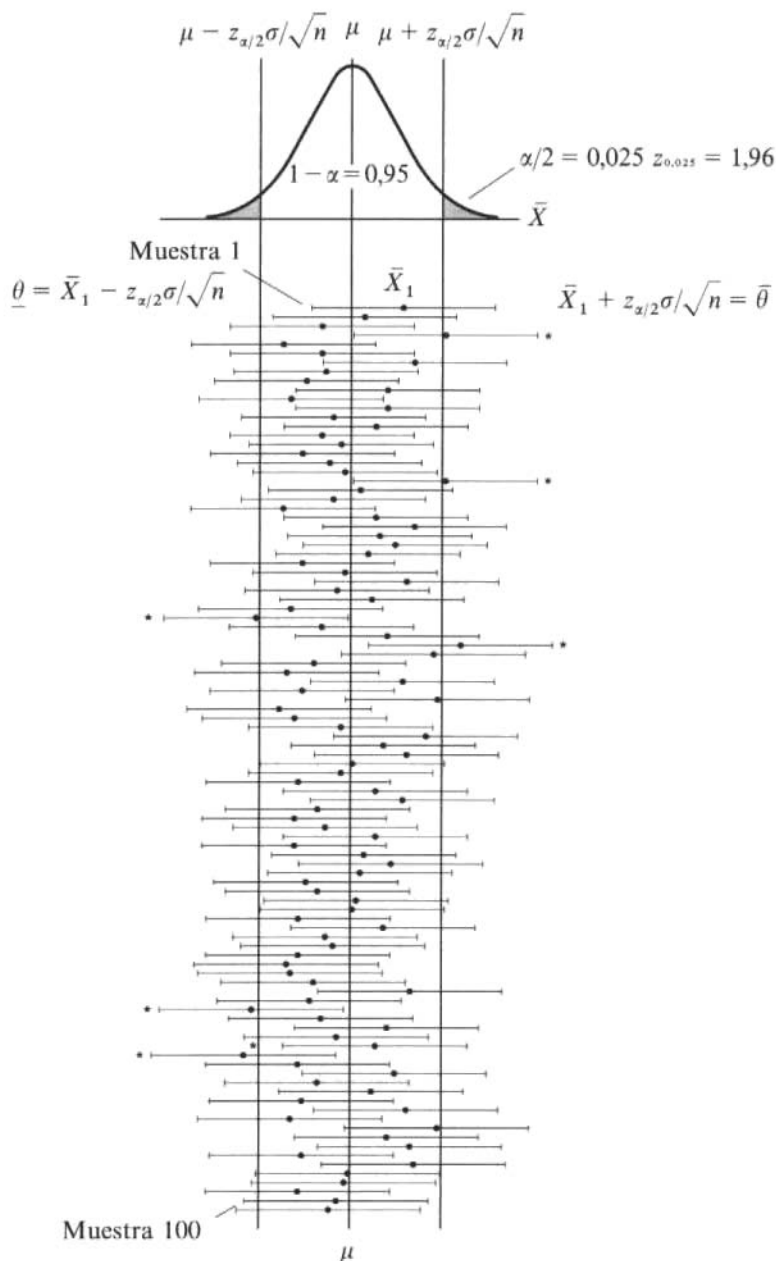 μ − z_{α/2}σ/√n μ μ + z_{α/2}σ/√n
α/2 = 0,025 z_{0,025} = 1,96
1 − α = 0,95
X̄
Muestra 1
θ̲ = X̄₁ − z_{α/2}σ/√n X̄₁ X̄₁ + z_{α/2}σ/√n = θ̄
*
*
*
*
*
*
*
Muestra 100
μ